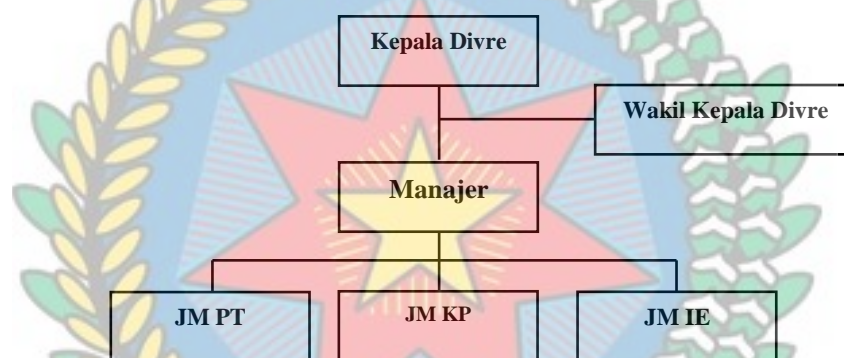 Kepala Divre
Wakil Kepala Divre
Manajer
JM PT
JM KP
JM IE